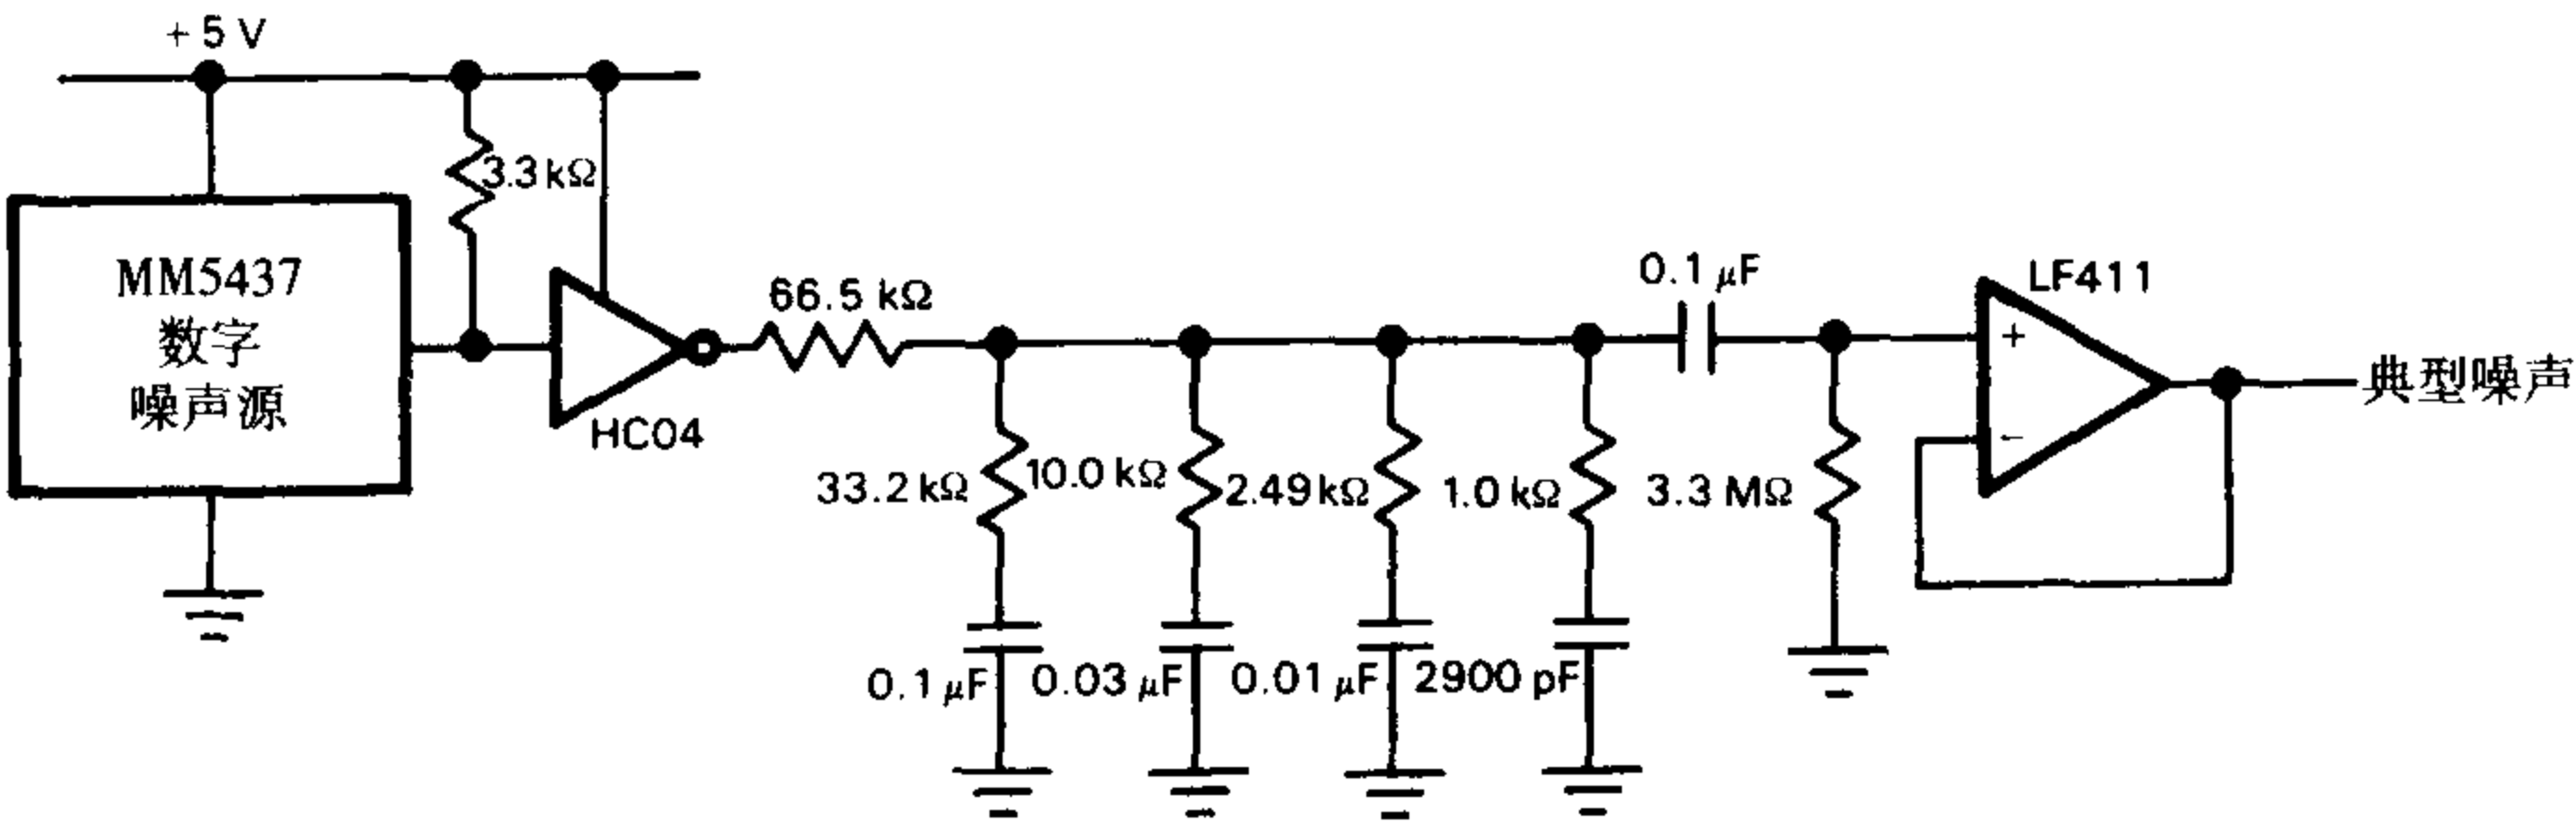 + 5 V
3.3 kΩ
MM5437
数字
噪声源
HC04
66.5 kΩ
33.2 kΩ
10.0 kΩ
2.49 kΩ
1.0 kΩ
0.1 μF
0.03 μF
0.01 μF
2900 pF
0.1 μF
3.3 MΩ
LF411
+
-
典型噪声